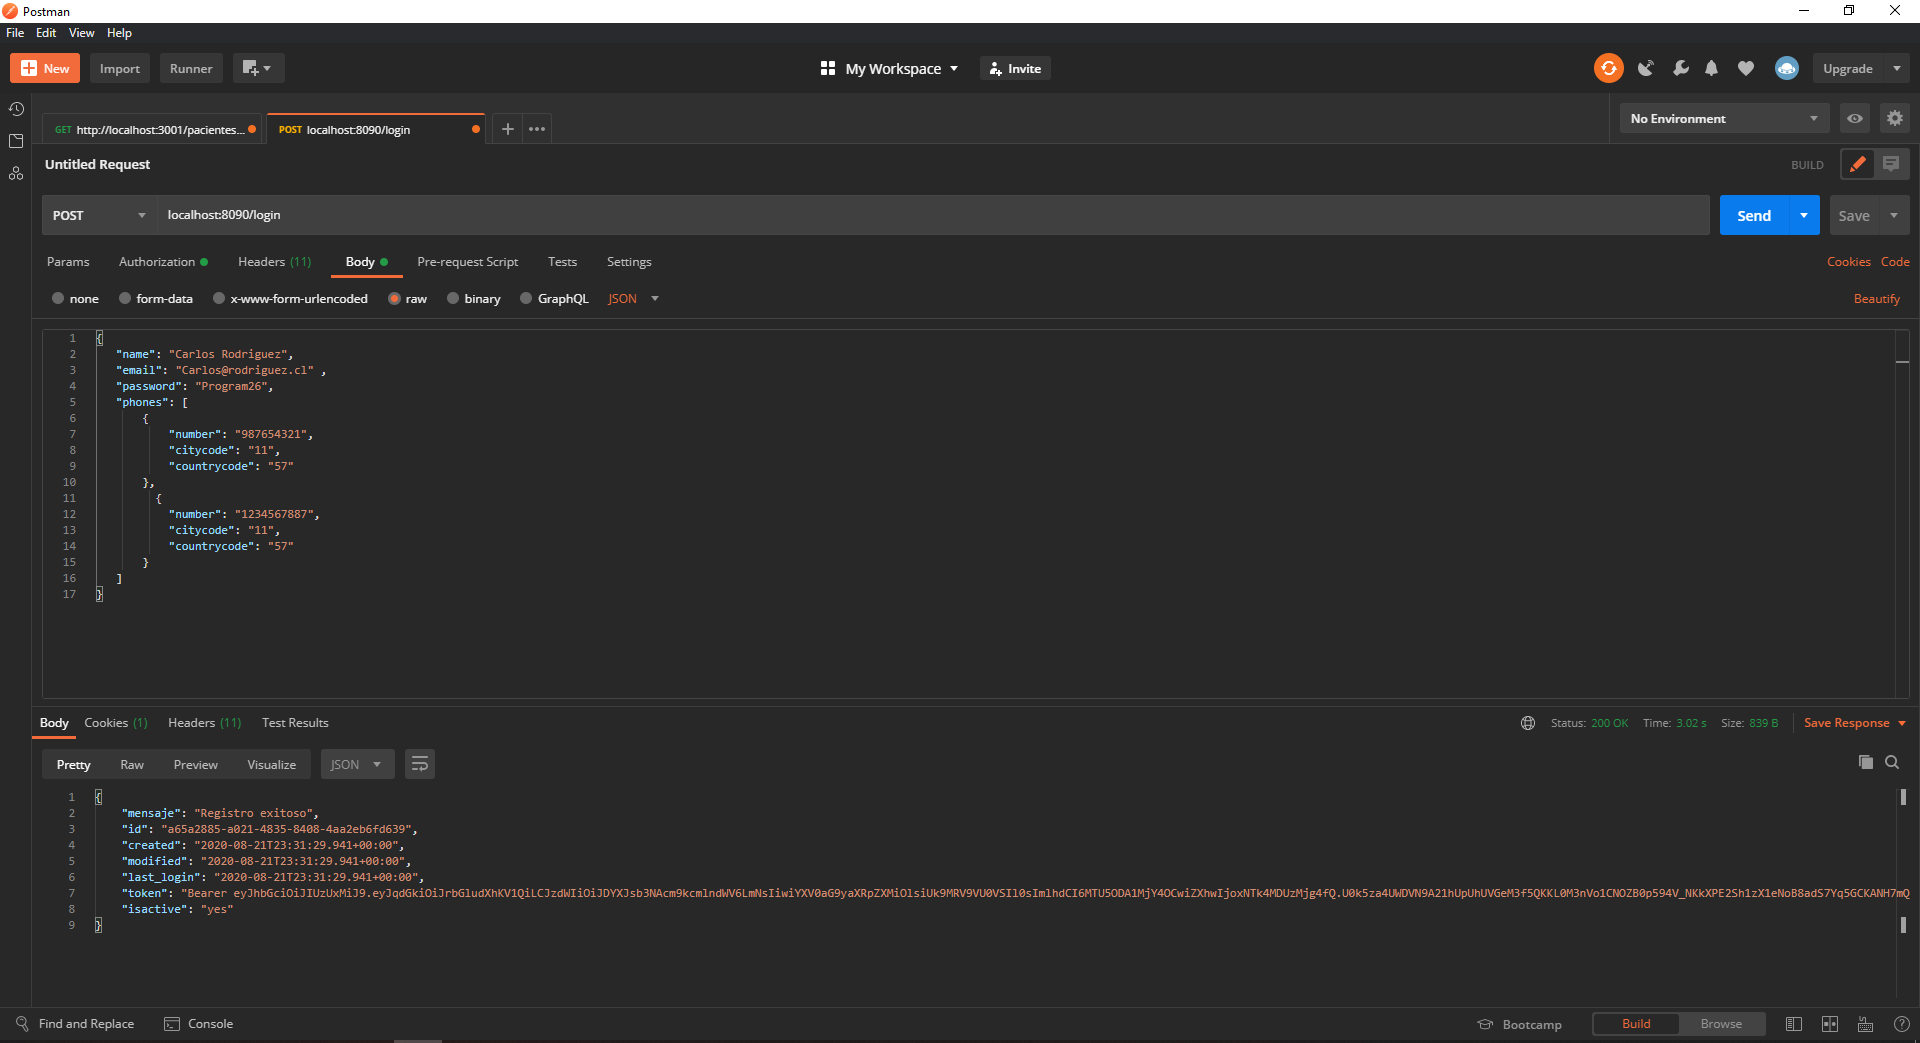 Postman
File Edit View Help
New Import Runner My Workspace Invite Upgrade
GET http://localhost:3001/pacientes... POST localhost:8090/login No Environment
Untitled Request BUILD
POST localhost:8090/login Send Save
Params Authorization Headers (11) Body Pre-request Script Tests Settings Cookies Code
none form-data x-www-form-urlencoded raw binary GraphQL JSON Beautify
1 {
2 "name": "Carlos Rodriguez",
3 "email": "Carlos@rodriguez.cl" ,
4 "password": "Program26",
5 "phones": [
6 {
7 "number": "987654321",
8 "citycode": "11",
9 "countrycode": "57"
10 },
11 {
12 "number": "1234567887",
13 "citycode": "11",
14 "countrycode": "57"
15 }
16 ]
17 }
Body Cookies (1) Headers (11) Test Results Status: 200 OK Time: 3.02 s Size: 839 B Save Response
Pretty Raw Preview Visualize JSON
1 {
2 "mensaje": "Registro exitoso",
3 "id": "a65a2885-a021-4835-8408-4aa2eb6fd639",
4 "created": "2020-08-21T23:31:29.941+00:00",
5 "modified": "2020-08-21T23:31:29.941+00:00",
6 "last_login": "2020-08-21T23:31:29.941+00:00",
7 "token": "Bearer
8 "isactive": "yes"
9 }
Find and Replace Console Bootcamp Build Browse